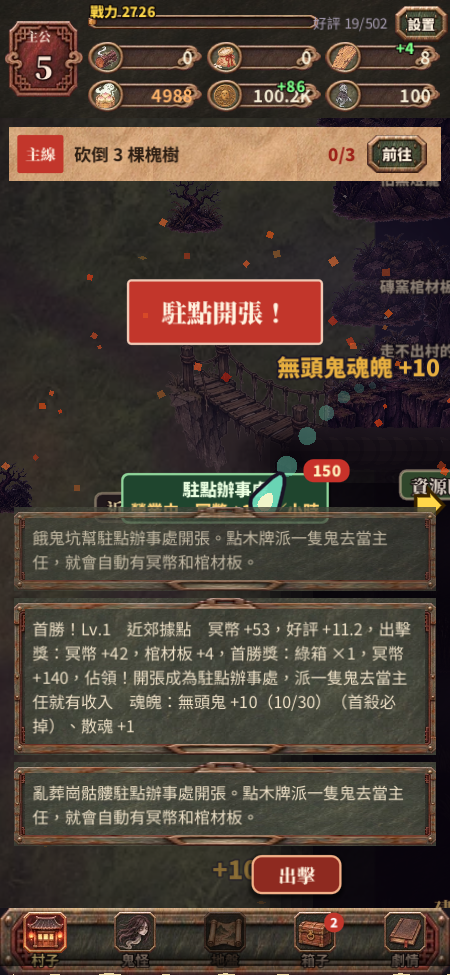 戰力.2726
好評 19/502
設置
主公
5
0
0
+4
8
4988
+86
100.2K
100
主線
砍倒 3 棵槐樹
0/3
前往
磚窯棺材板
駐點開張！
走不出村的
無頭鬼魂魄 +10
150
駐點辦事處
資源
餓鬼坑幫駐點辦事處開張。點木牌派一隻鬼去當主
任，就會自動有冥幣和棺材板。
首勝！Lv.1 近郊據點 冥幣 +53，好評 +11.2，出擊
獎：冥幣 +42，棺材板 +4，首勝獎：綠箱 ×1，冥幣
+140，佔領！開張成為駐點辦事處，派一隻鬼去當主
任就有收入 魂魄：無頭鬼 +10（10/30）（首殺必
掉）、散魂 +1
亂葬崗骷髏駐點辦事處開張。點木牌派一隻鬼去當主
任，就會自動有冥幣和棺材板。
+10
出擊
2
村子
鬼怪
地盤
箱子
劇情